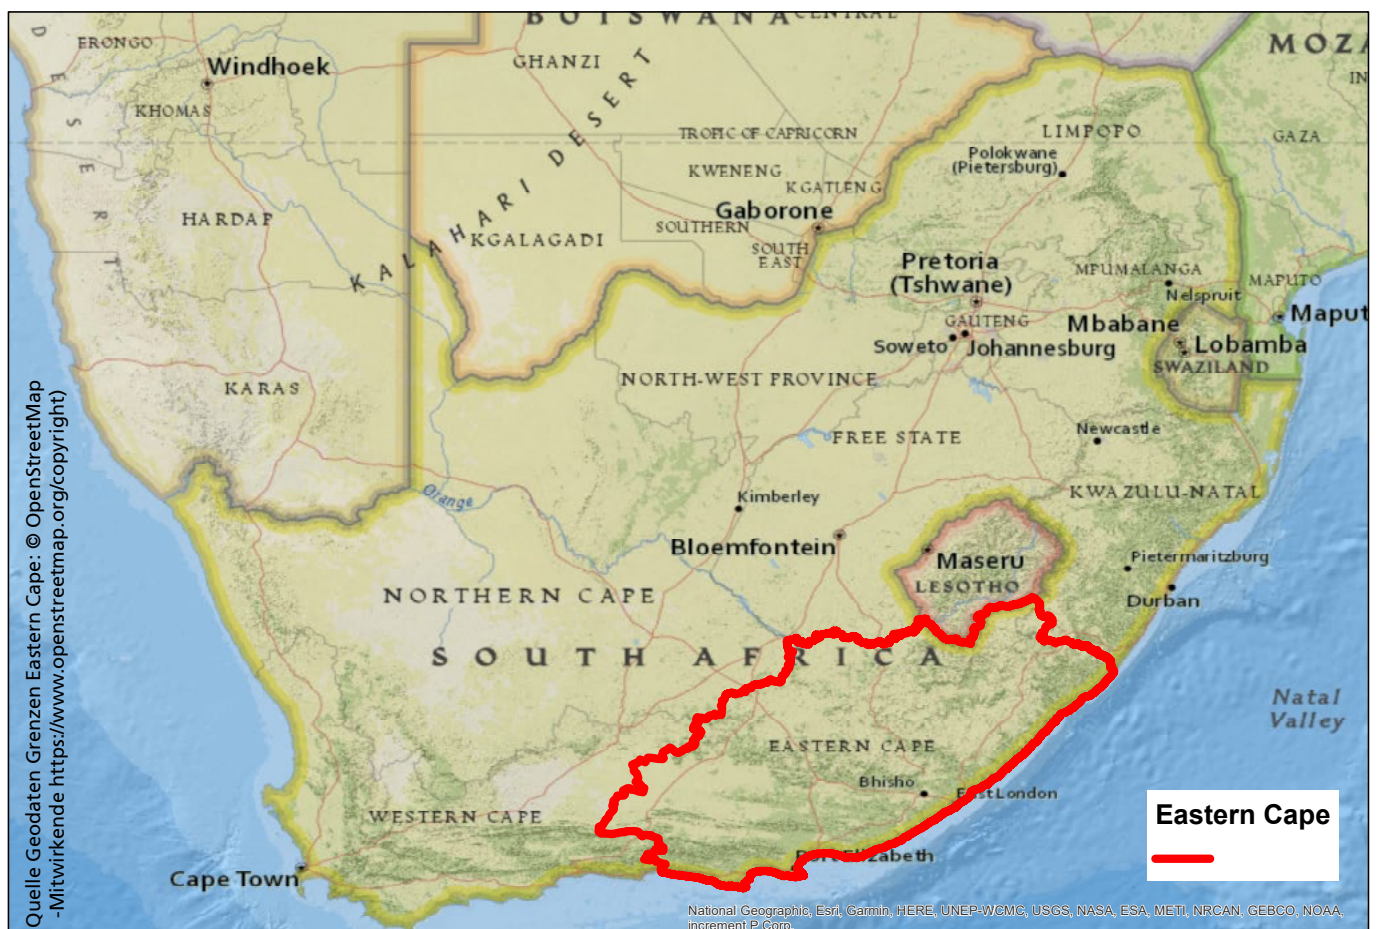 BOTSWANA
CENTRAL
MOZA
ERONGO
Windhoek
KHOMAS
GHANZI
D E S E R T
KALAHARI DESERT
TROPIC OF CAPRICORN
LIMPOPO
GAZA
IN
Polokwane
(Pietersburg)
KWENENG
KGATLENG
HARDAP
Gaborone
SOUTHERN
KGALAGADI
SOUTH
EAST
Pretoria
(Tshwane)
MPUMALANGA
MAPUTO
Nelspruit
Maput
GAUTENG
Mbabane
Soweto
Johannesburg
Lobamba
SWAZILAND
KARAS
NORTH-WEST PROVINCE
FREE STATE
Newcastle
Orange
Kimberley
KWAZULU-NATAL
Bloemfontein
Maseru
LESOTHO
Pietermaritzburg
Durban
NORTHERN CAPE
SOUTH AFRICA
Natal
Valley
EASTERN CAPE
Bhisho
East London
WESTERN CAPE
Port Elizabeth
Cape Town
Eastern Cape
Quelle Geodaten Grenzen Eastern Cape: © OpenStreetMap
-Mitwirkende https://www.openstreetmap.org/copyright)
National Geographic, Esri, Garmin, HERE, UNEP-WCMC, USGS, NASA, ESA, METI, NRCAN, GEBCO, NOAA,
increment P Corp.